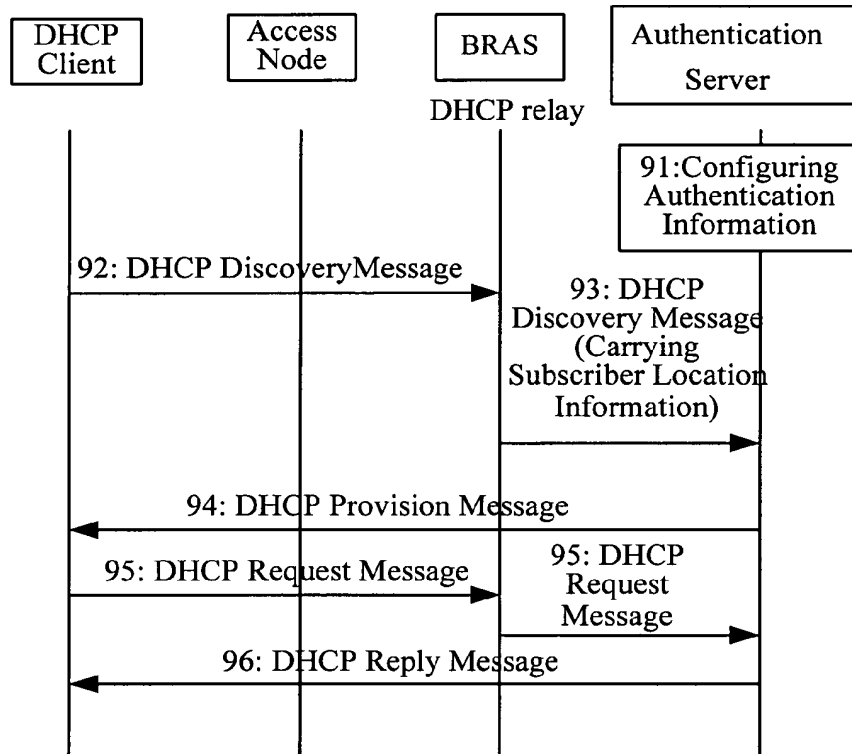 DHCP
Client
Access
Node
BRAS
Authentication
Server
DHCP relay
91:Configuring
Authentication
Information
92: DHCP DiscoveryMessage
93: DHCP
Discovery Message
(Carrying
Subscriber Location
Information)
94: DHCP Provision Message
95: DHCP Request Message
95: DHCP
Request
Message
96: DHCP Reply Message